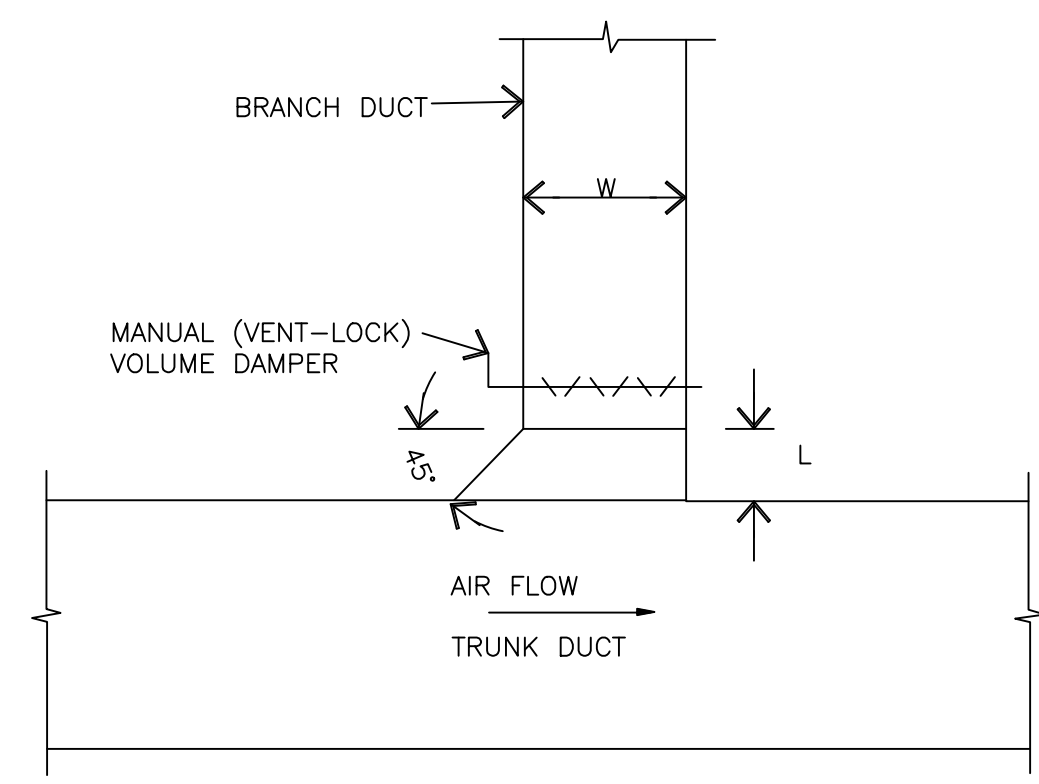 BRANCH DUCT
W
MANUAL (VENT-LOCK)
VOLUME DAMPER
45°
L
AIR FLOW
TRUNK DUCT